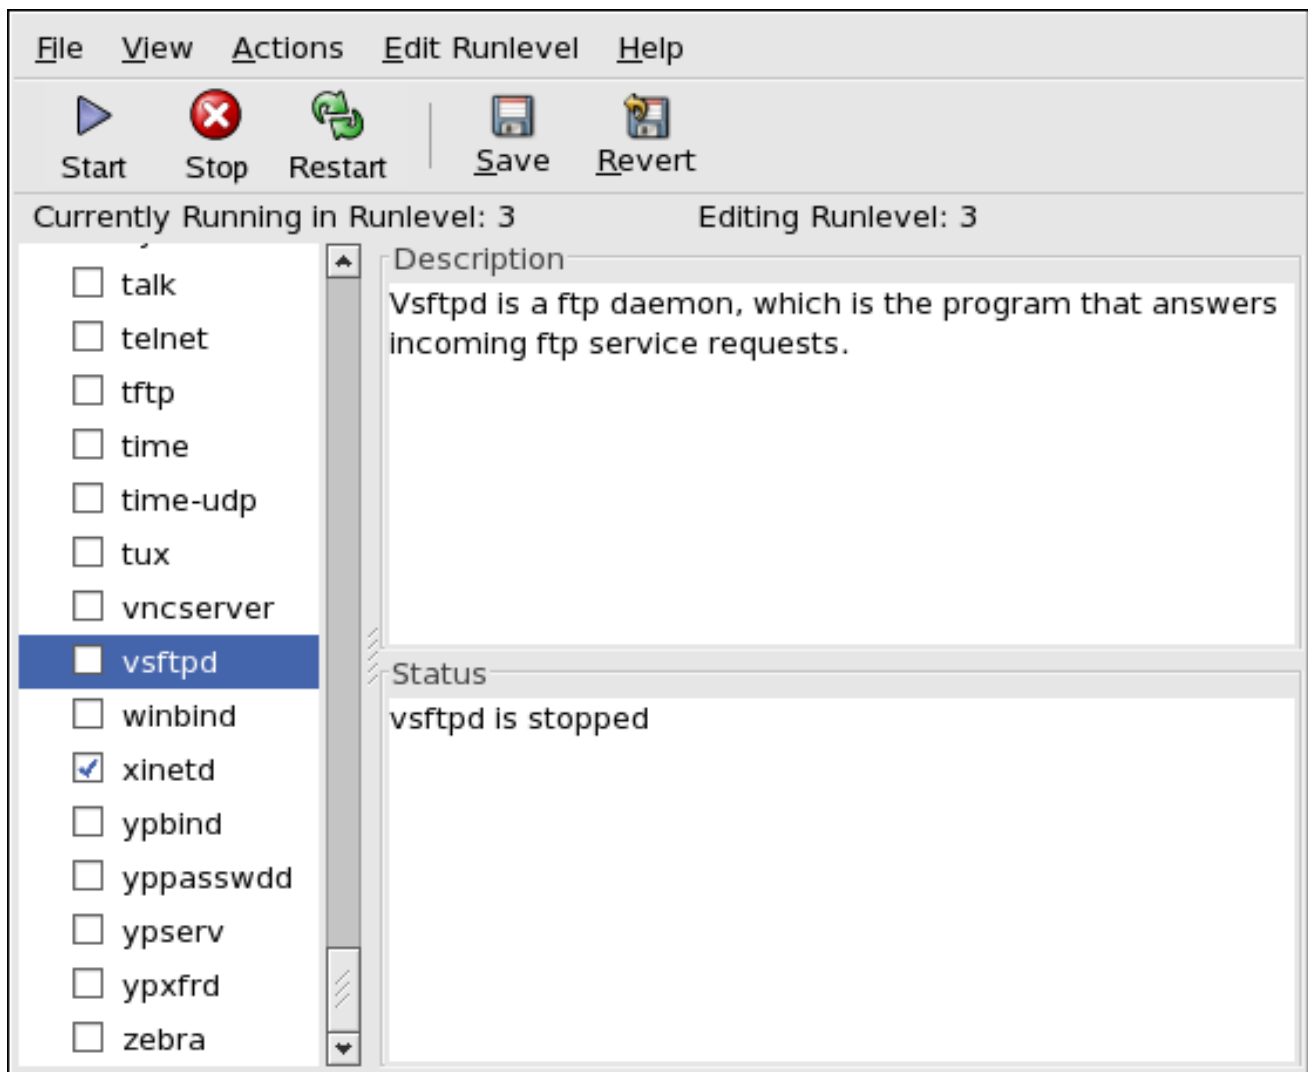 File View Actions Edit Runlevel Help
Start Stop Restart Save Revert
Currently Running in Runlevel: 3 Editing Runlevel: 3
talk
telnet
tftp
time
time-udp
tux
vncserver
vsftpd
winbind
xinetd
ypbind
yppasswdd
ypserv
ypxfrd
zebra
Description
Vsftpd is a ftp daemon, which is the program that answers
incoming ftp service requests.
Status
vsftpd is stopped